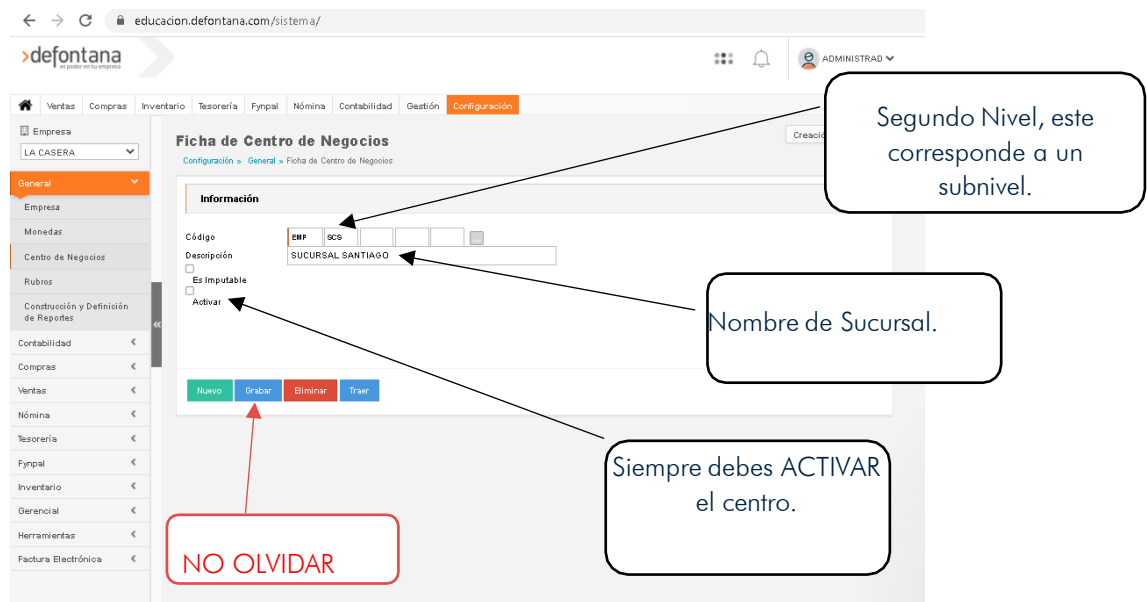 educacion.defontana.com/sistema/
>defontana
es poder en tu empresa
ADMINISTRAD
Ventas Compras Inventario Tesorería Fynpal Nómina Contabilidad Gestión Configuración
Empresa
LA CASERA
General
Empresa
Monedas
Centro de Negocios
Rubros
Construcción y Definición
de Reportes
Contabilidad
Compras
Ventas
Nómina
Tesorería
Fynpal
Inventario
Gerencial
Herramientas
Factura Electrónica
Ficha de Centro de Negocios
Configuración » General » Ficha de Centro de Negocios
Creació
Información
Código EMP SCS ...
Descripción SUCURSAL SANTIAGO
Es Imputable
Activar
Nuevo Grabar Eliminar Traer
Segundo Nivel, este
corresponde a un
subnivel.
Nombre de Sucursal.
Siempre debes ACTIVAR
el centro.
NO OLVIDAR